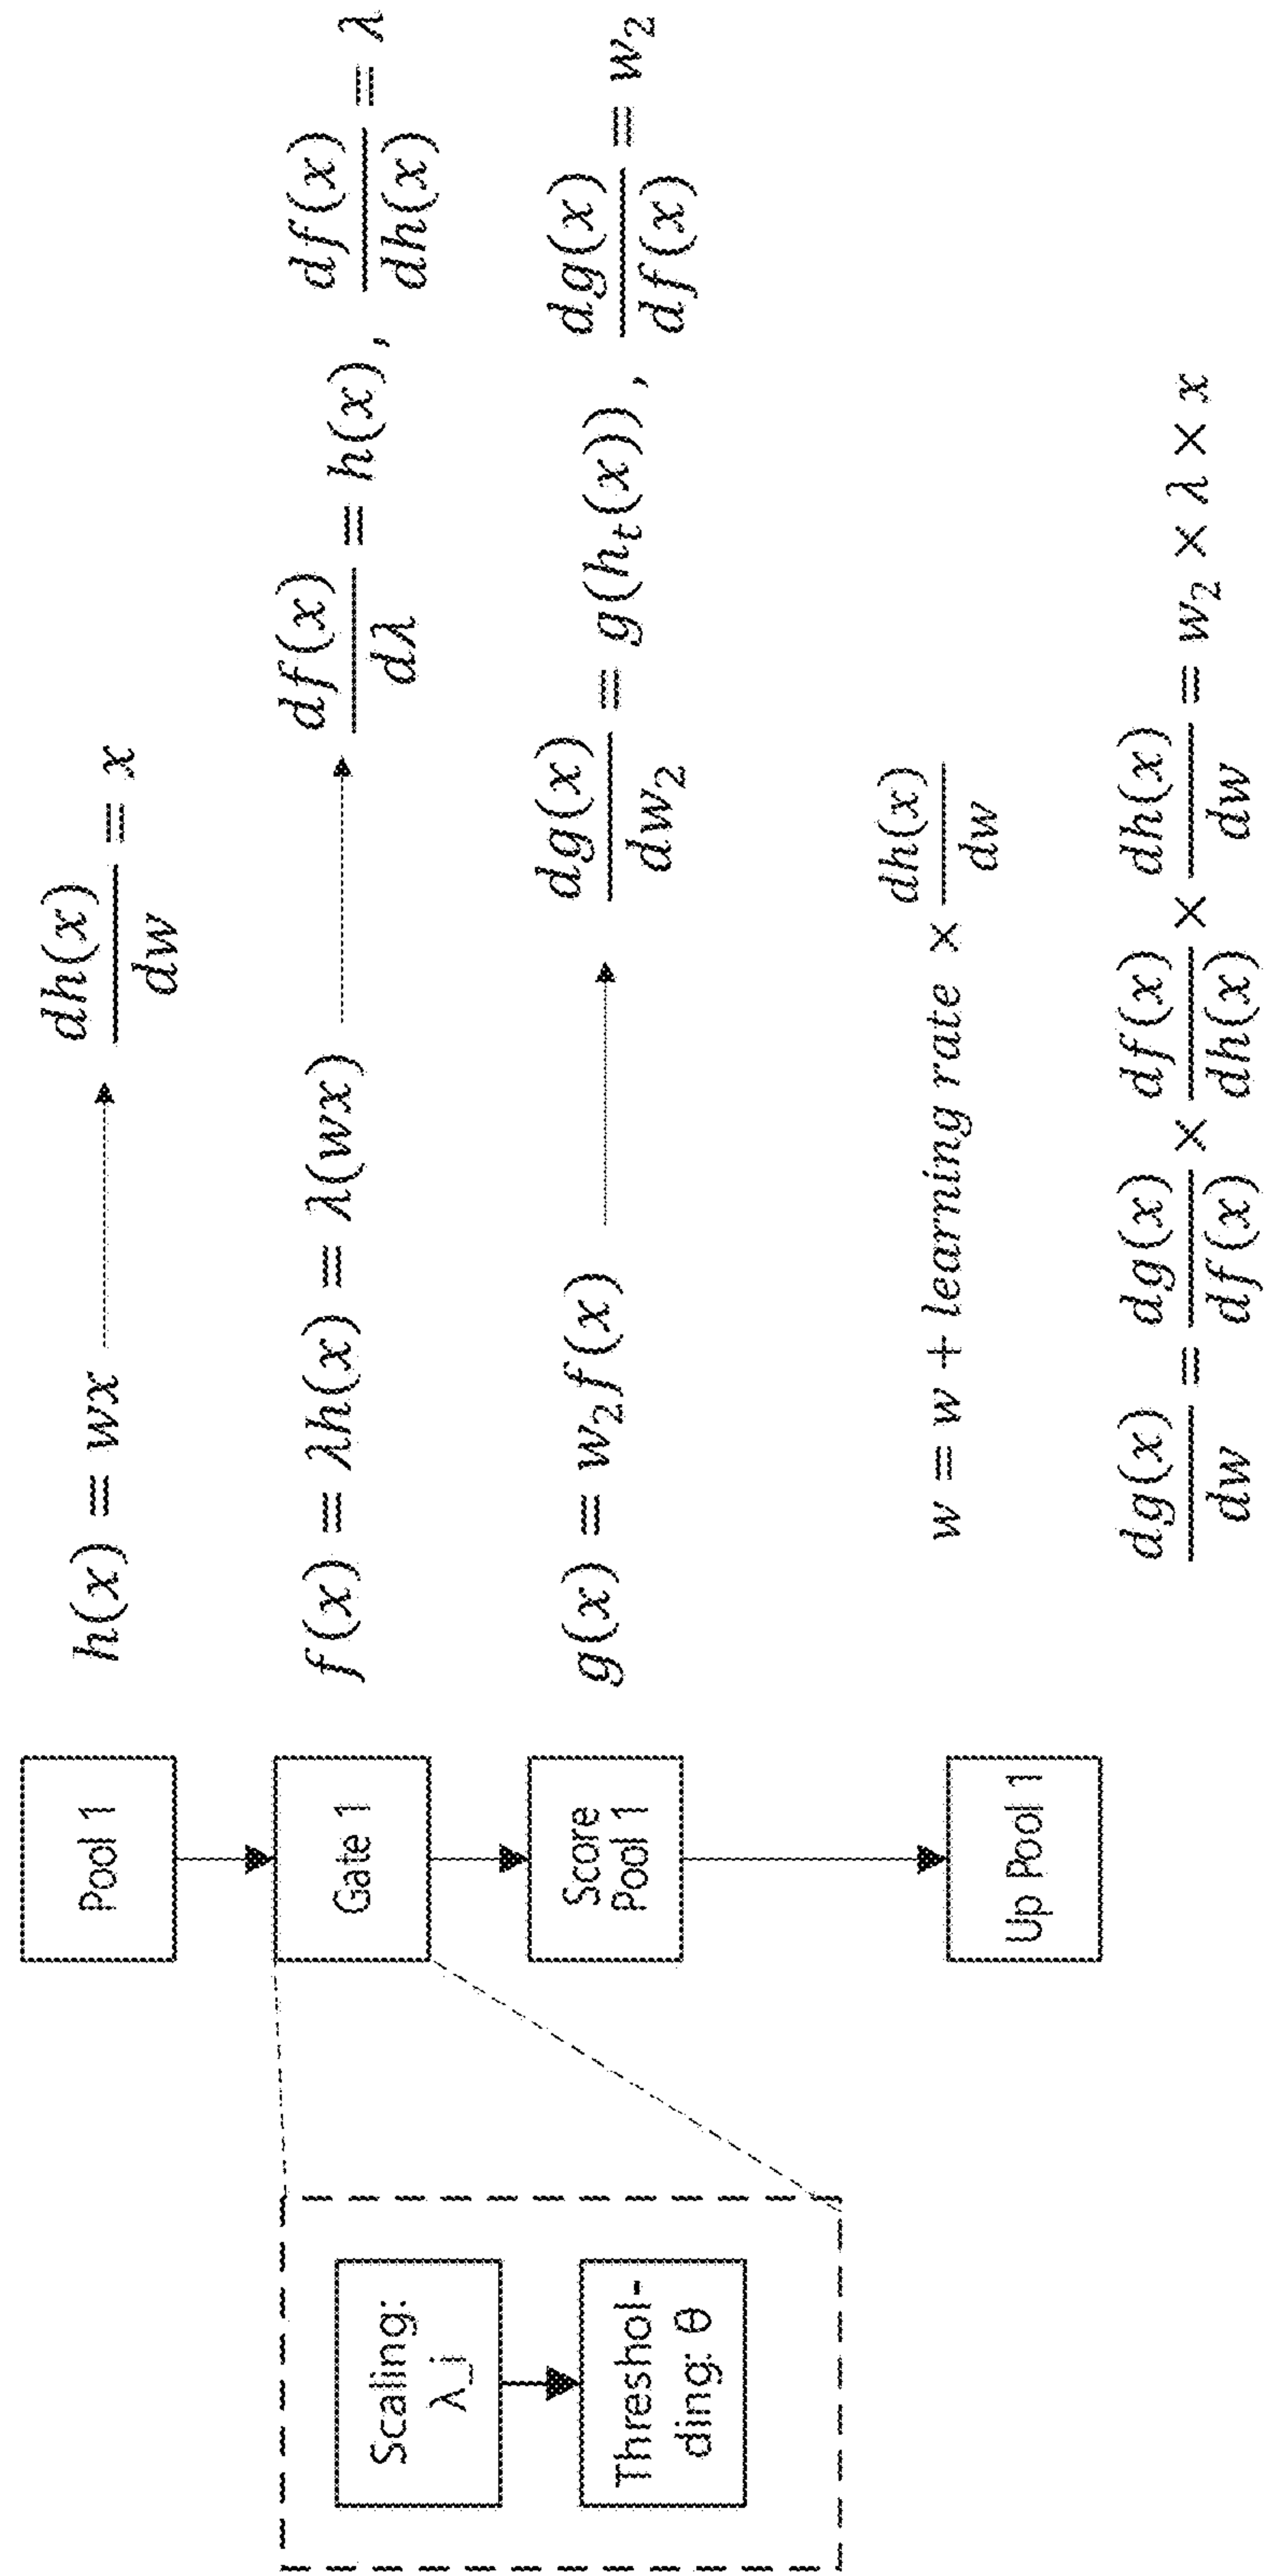 Scaling:
λ_j
Threshol-
ding: θ
Pool 1
Gate 1
Score
Pool 1
Up Pool 1
h(x) = wx → dh(x)/dw = x
f(x) = λh(x) = λ(wx) → df(x)/dλ = h(x), df(x)/dh(x) = λ
g(x) = w₂f(x) → dg(x)/dw₂ = g(hₜ(x)), dg(x)/df(x) = w₂
w = w + learning rate × dh(x)/dw
dg(x)/dw = dg(x)/df(x) × df(x)/dh(x) × dh(x)/dw = w₂ × λ × x